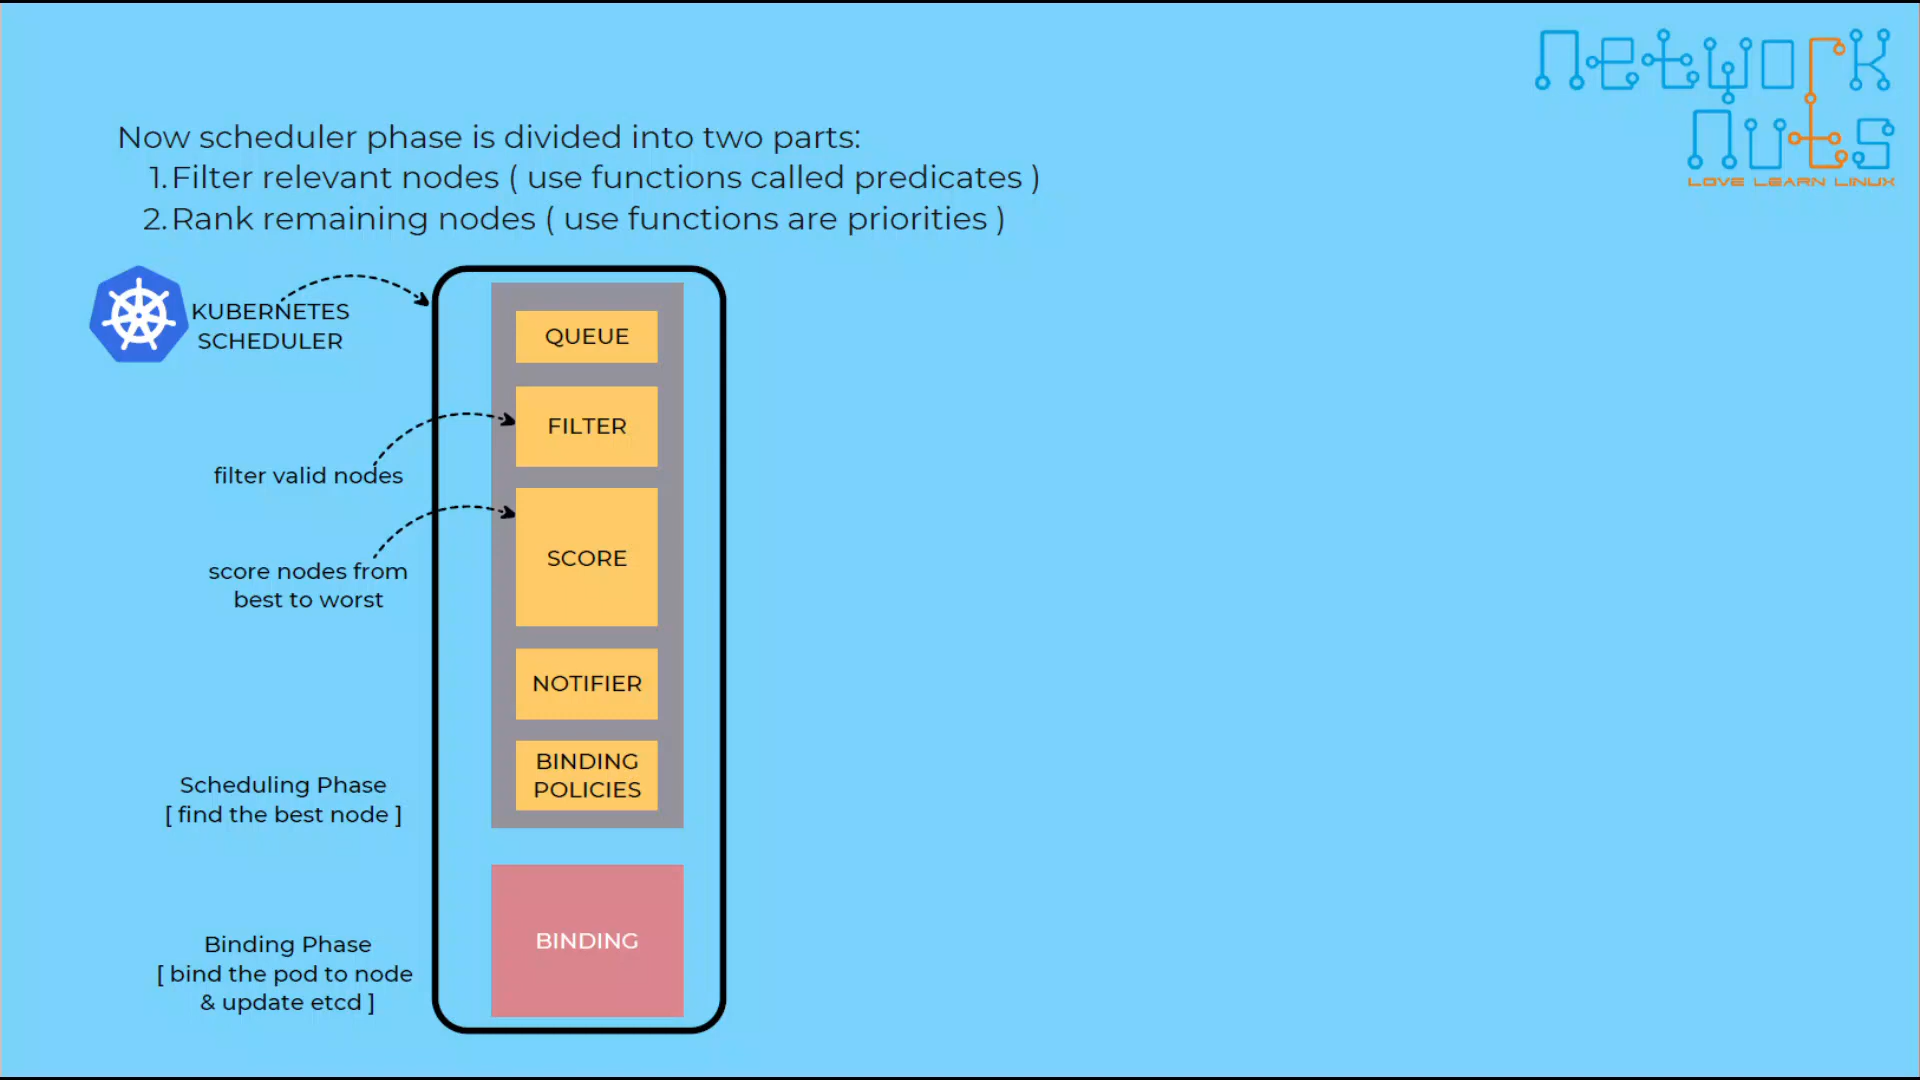 Network
Nuts
LOVE LEARN LINUX
Now scheduler phase is divided into two parts:
1. Filter relevant nodes ( use functions called predicates )
2. Rank remaining nodes ( use functions are priorities )
KUBERNETES
SCHEDULER
QUEUE
FILTER
filter valid nodes
SCORE
score nodes from
best to worst
NOTIFIER
BINDING
POLICIES
Scheduling Phase
[ find the best node ]
BINDING
Binding Phase
[ bind the pod to node
& update etcd ]